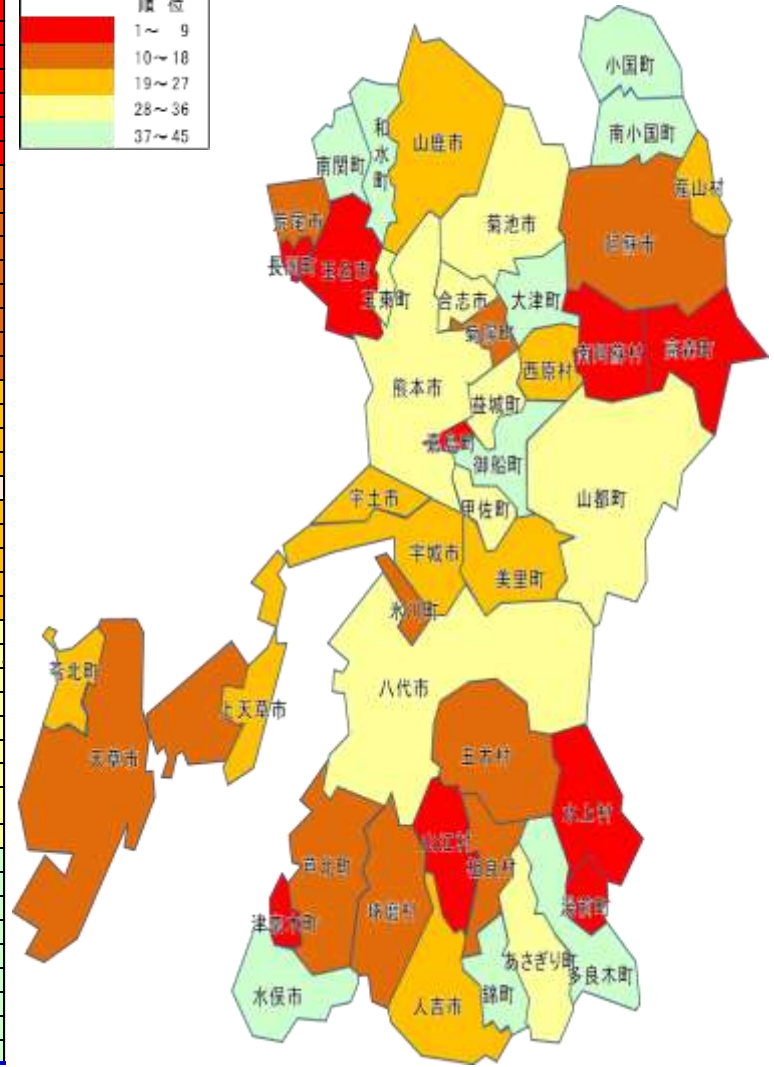 順 位
1～ 9
10～18
19～27
28～36
37～45
小国町
南小国町
和水町
山鹿市
南関町
産山村
菊池市
荒尾市
阿蘇市
長洲町
玉名市
玉東町
合志市
大津町
菊陽町
南阿蘇村
高森町
西原村
熊本市
益城町
嘉島町
御船町
宇土市
甲佐町
山都町
宇城市
美里町
氷川町
苓北町
八代市
上天草市
天草市
五木村
水上村
山江村
相良村
芦北町
球磨村
湯前町
津奈木町
あさぎり町
多良木町
水俣市
錦町
人吉市